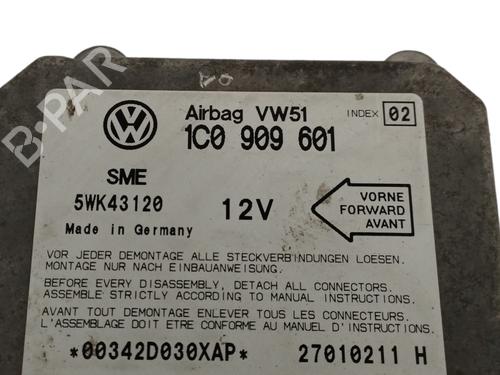 B-PARTS
Airbag VW51
INDEX 02
1C0 909 601
SME
5WK43120
12V
Made in Germany
VORNE
FORWARD
AVANT
VOR JEDER DEMONTAGE ALLE STECKVERBINDUNGEN LOESEN.
MONTAGE NUR NACH EINBAUANWEISUNG.
BEFORE EVERY DISASSEMBLY, DETACH ALL CONNECTORS.
ASSEMBLE STRICTLY ACCORDING TO MANUAL INSTRUCTIONS.
AVANT TOUT DEMONTAGE ENLEVER TOUS LES CONNECTEURS.
L'ASSEMBLAGE DOIT ETRE CONFORME AU MANUEL D'INSTRUCTIONS.
*00342D030XAP* 27010211 H